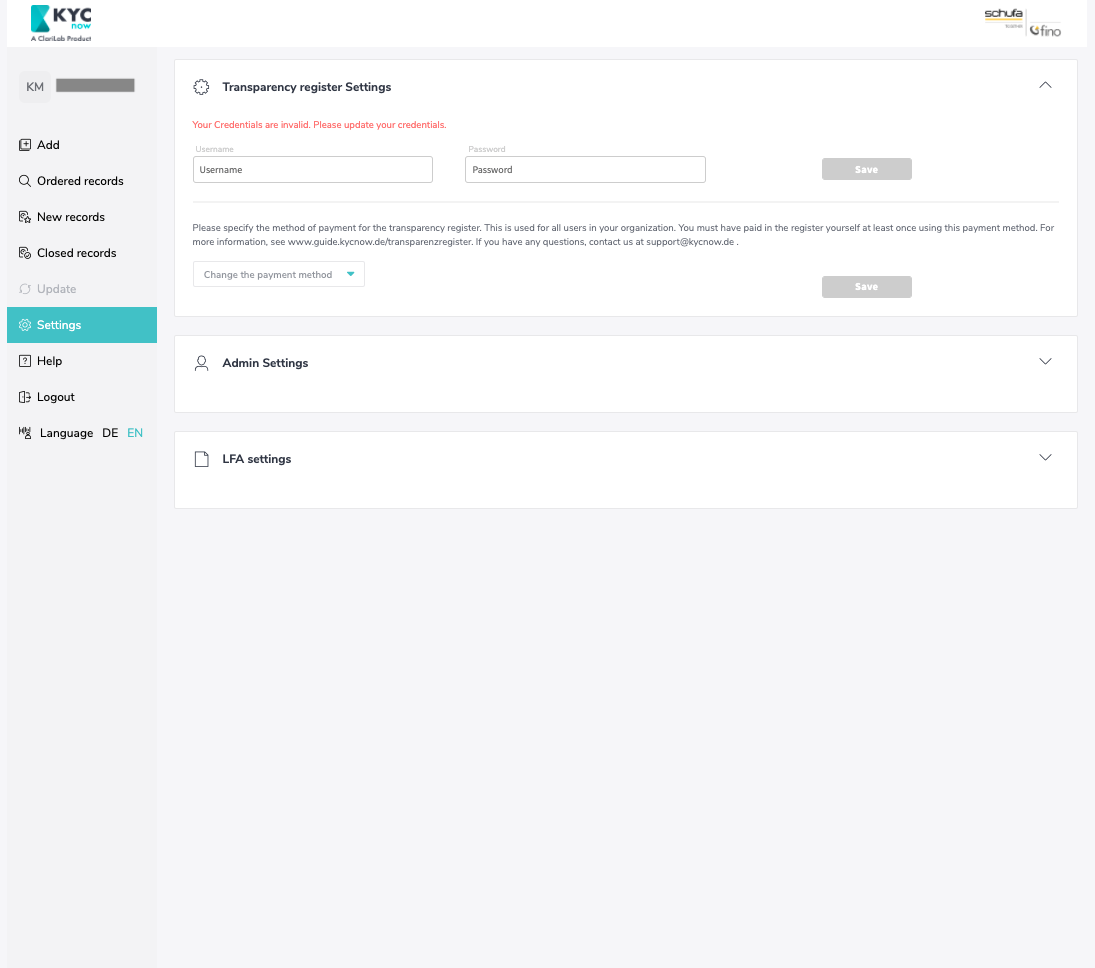 KYC
now
A ClariLab Product
schufa
fino
KM
Add
Ordered records
New records
Closed records
Update
Settings
Help
Logout
Language DE EN
Transparency register Settings
Your Credentials are invalid. Please update your credentials.
Username Password
Username Password Save
Please specify the method of payment for the transparency register. This is used for all users in your organization. You must have paid in the register yourself at least once using this payment method. For
more information, see www.guide.kycnow.de/transparenzregister. If you have any questions, contact us at support@kycnow.de .
Change the payment method
Save
Admin Settings
LFA settings